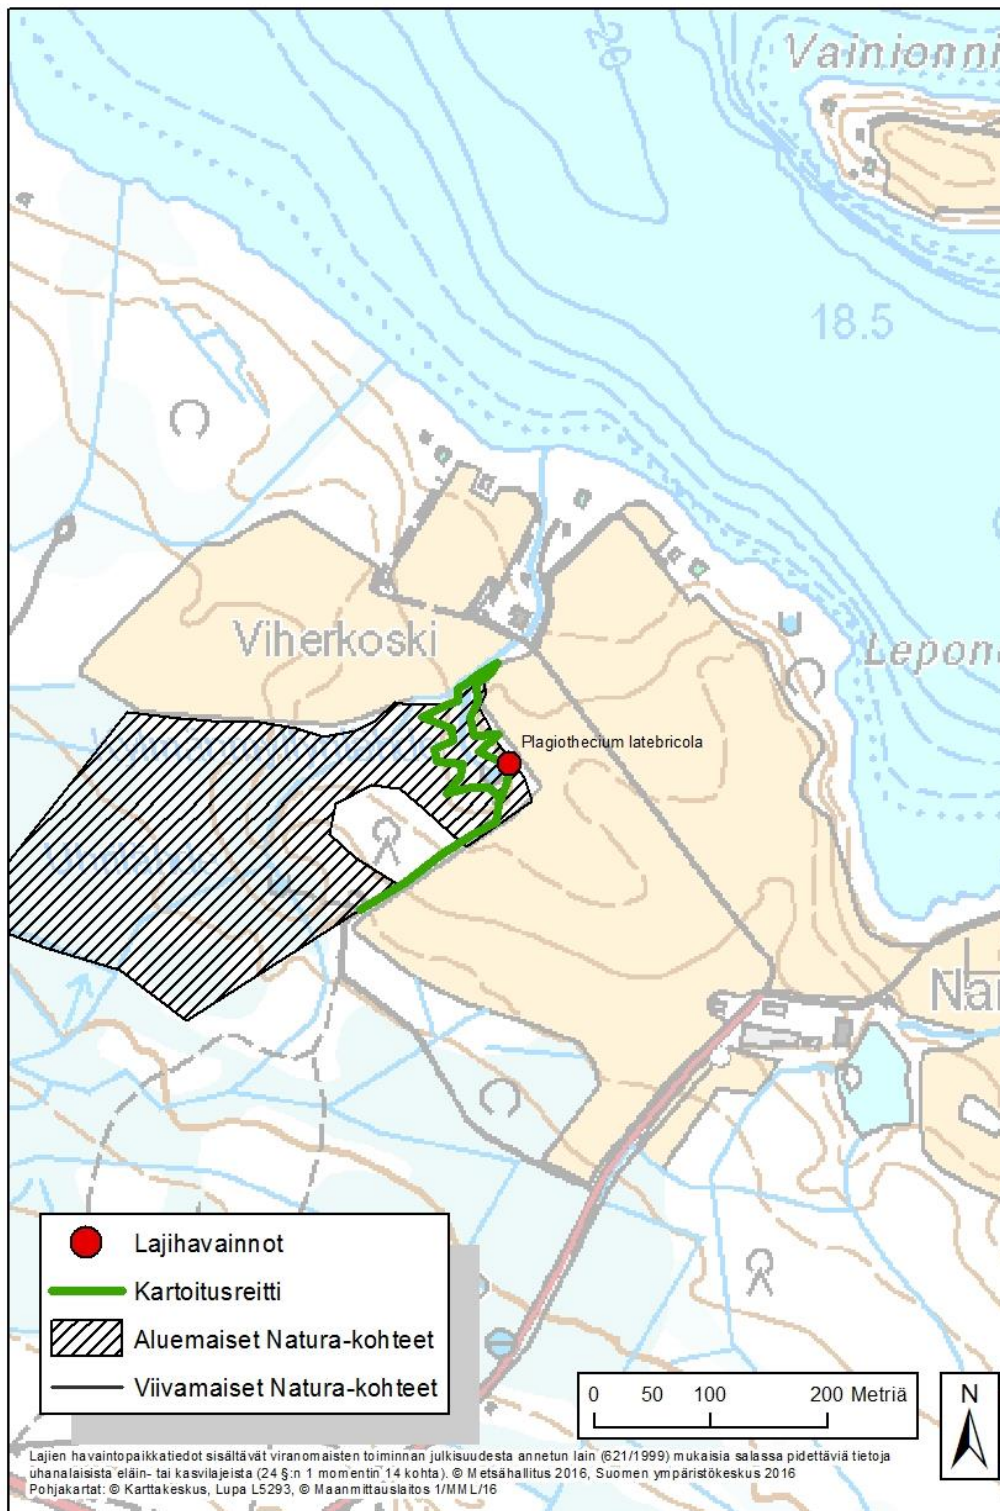 20
Vainionni
18.5
Viherkoski
Lepon
Plagiothecium latebricola
Nar
Lajihavainnot
Kartoitusreitti
Aluemaiset Natura-kohteet
Viivamaiset Natura-kohteet
0 50 100 200 Metriä
N
Lajien havaintopaikkatiedot sisältävät viranomaisten toiminnan julkisuudesta annetun lain (621/1999) mukaisia salassa pidettäviä tietoja
uhanalaisista eläin- tai kasvilajeista (24 §:n 1 momentin 14 kohta). © Metsähallitus 2016, Suomen ympäristökeskus 2016
Pohjakartat: © Karttakeskus, Lupa L5293, © Maanmittauslaitos 1/MML/16